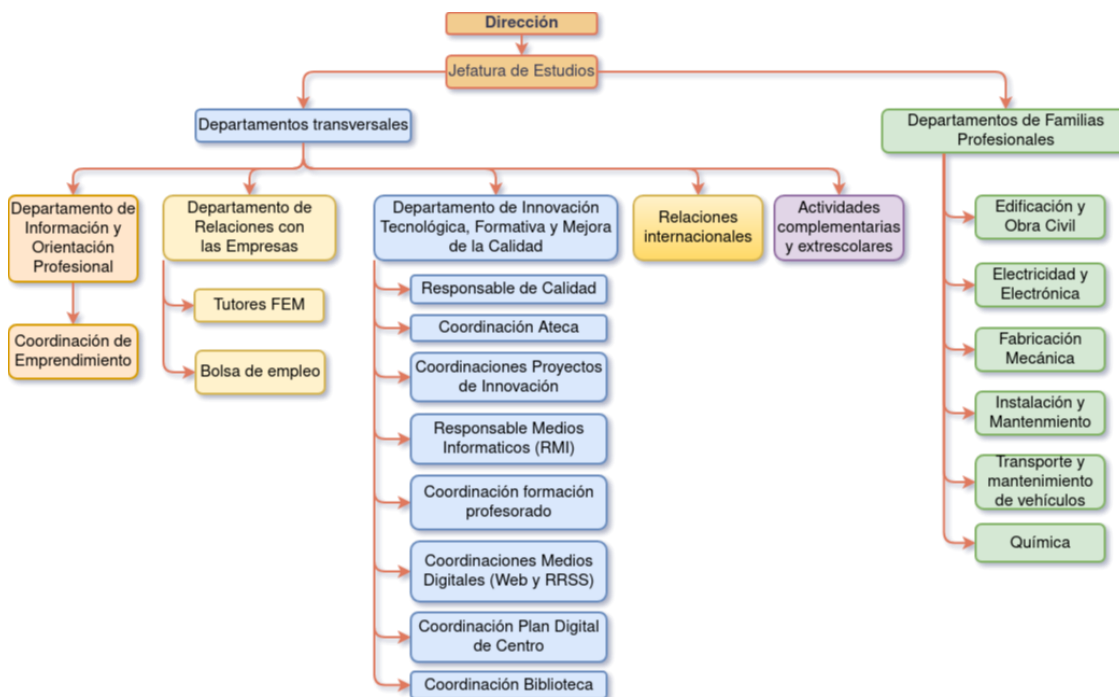 Dirección
Jefatura de Estudios
Departamentos transversales
Departamentos de Familias
Profesionales
Departamento de
Información y
Orientación
Profesional
Coordinación de
Emprendimiento
Departamento de
Relaciones con
las Empresas
Tutores FEM
Bolsa de empleo
Departamento de Innovación
Tecnológica, Formativa y Mejora
de la Calidad
Responsable de Calidad
Coordinación Ateca
Coordinaciones Proyectos
de Innovación
Responsable Medios
Informaticos (RMI)
Coordinación formación
profesorado
Coordinaciones Medios
Digitales (Web y RRSS)
Coordinación Plan Digital
de Centro
Coordinación Biblioteca
Relaciones
internacionales
Actividades
complementarias
y extrescolares
Edificación y
Obra Civil
Electricidad y
Electrónica
Fabricación
Mecánica
Instalación y
Mantenmiento
Transporte y
mantenimiento
de vehículos
Química